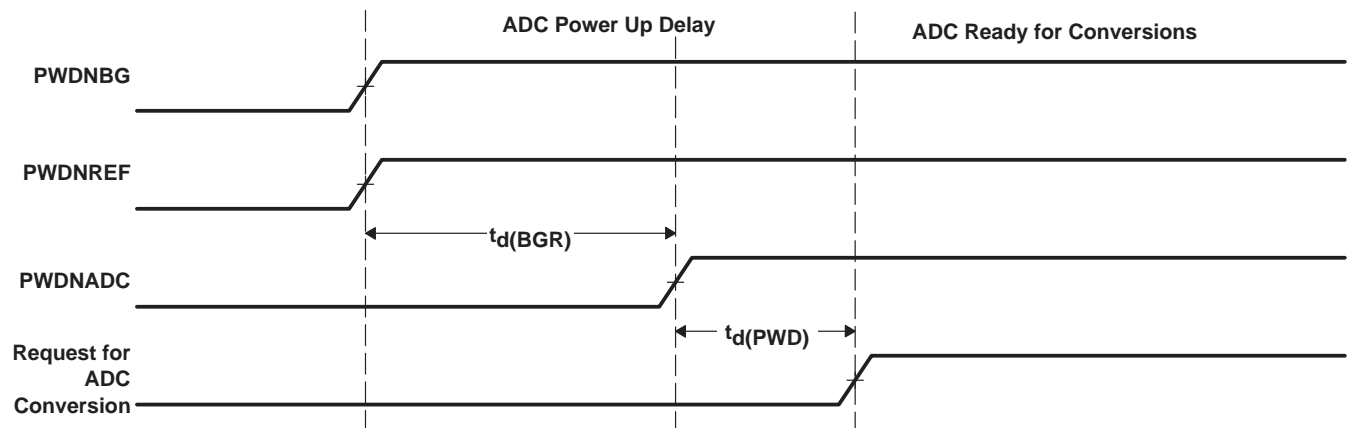 ADC Power Up Delay
ADC Ready for Conversions
PWDNBG
PWDNREF
td(BGR)
PWDNADC
td(PWD)
Request for
ADC
Conversion